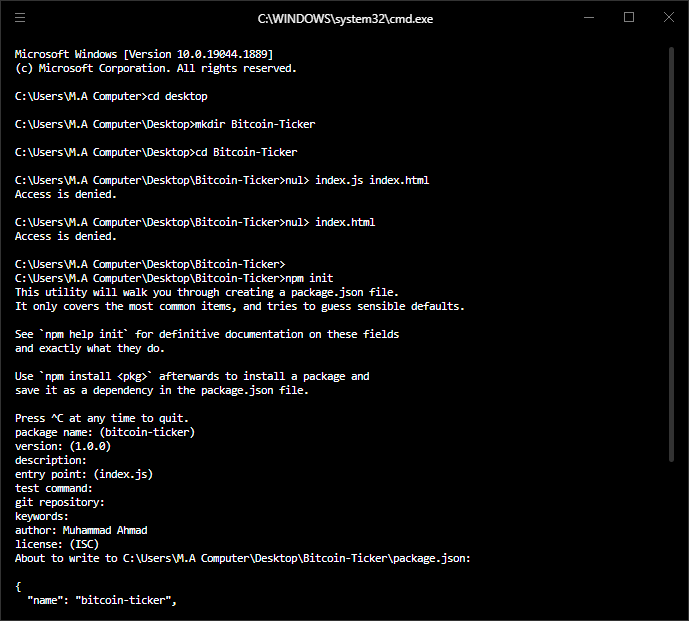 C:\WINDOWS\system32\cmd.exe
Microsoft Windows [Version 10.0.19044.1889]
(c) Microsoft Corporation. All rights reserved.
C:\Users\M.A Computer>cd desktop
C:\Users\M.A Computer\Desktop>mkdir Bitcoin-Ticker
C:\Users\M.A Computer\Desktop>cd Bitcoin-Ticker
C:\Users\M.A Computer\Desktop\Bitcoin-Ticker>nul> index.js index.html
Access is denied.
C:\Users\M.A Computer\Desktop\Bitcoin-Ticker>nul> index.html
Access is denied.
C:\Users\M.A Computer\Desktop\Bitcoin-Ticker>
C:\Users\M.A Computer\Desktop\Bitcoin-Ticker>npm init
This utility will walk you through creating a package.json file.
It only covers the most common items, and tries to guess sensible defaults.
See `npm help init` for definitive documentation on these fields
and exactly what they do.
Use `npm install <pkg>` afterwards to install a package and
save it as a dependency in the package.json file.
Press ^C at any time to quit.
package name: (bitcoin-ticker)
version: (1.0.0)
description:
entry point: (index.js)
test command:
git repository:
keywords:
author: Muhammad Ahmad
license: (ISC)
About to write to C:\Users\M.A Computer\Desktop\Bitcoin-Ticker\package.json:
{
  "name": "bitcoin-ticker",